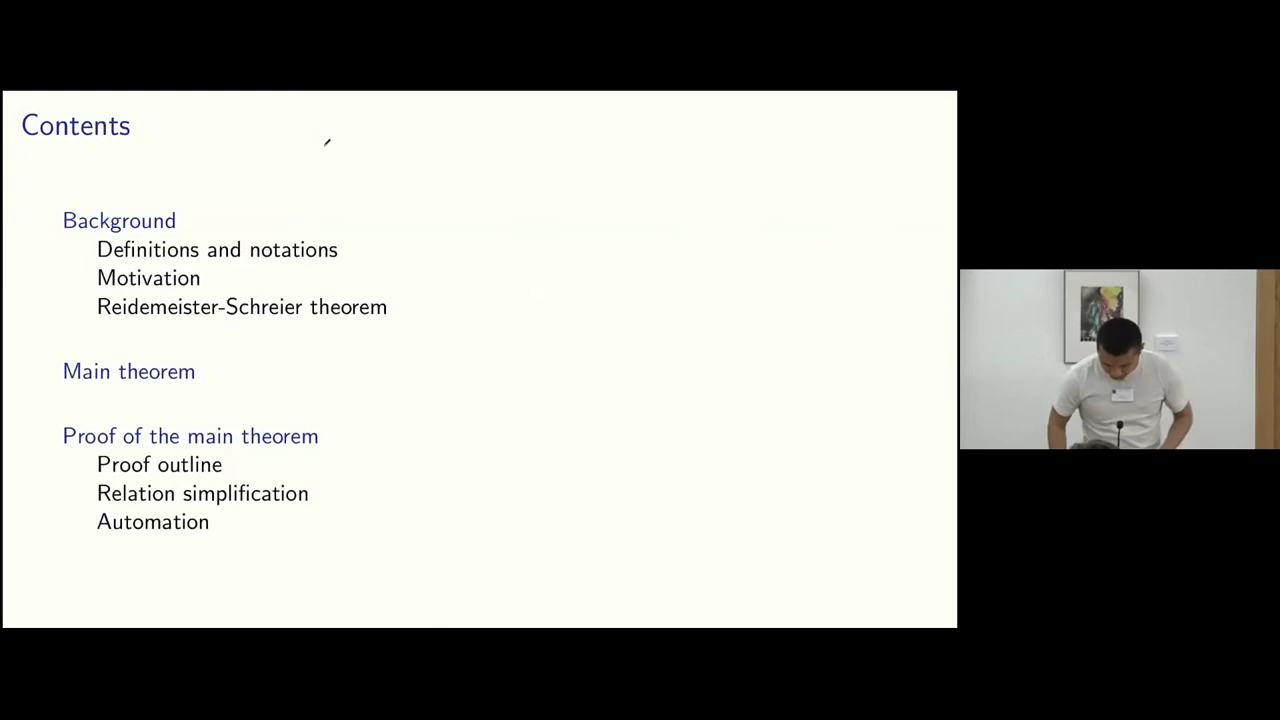 Contents
Background
Definitions and notations
Motivation
Reidemeister-Schreier theorem
Main theorem
Proof of the main theorem
Proof outline
Relation simplification
Automation